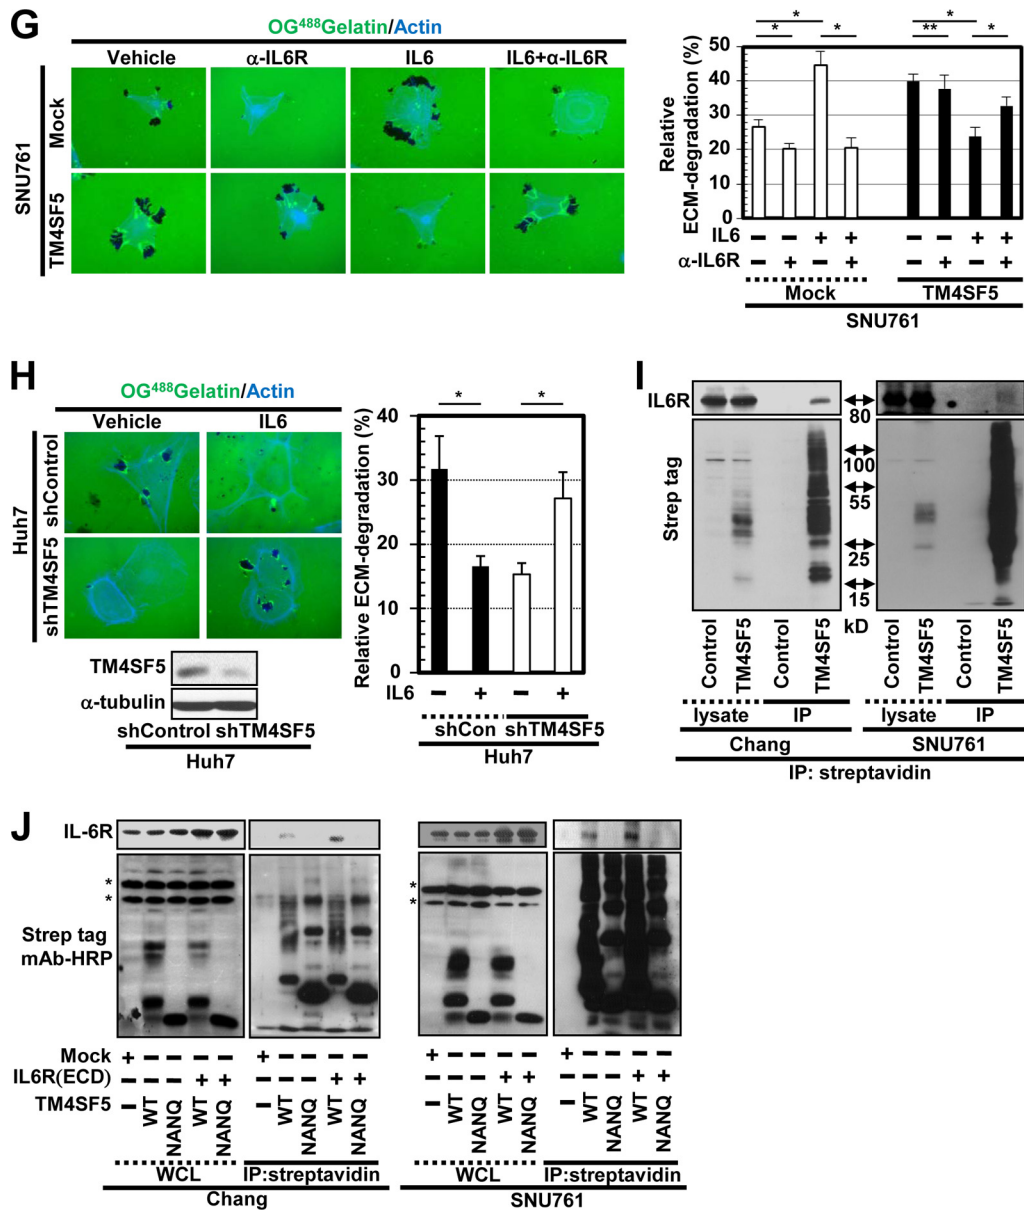 G
OG488Gelatin/Actin
Vehicle α-IL6R IL6 IL6+α-IL6R
SNU761
Mock
TM4SF5
* * * * ** *
Relative ECM-degradation (%)
50
40
30
20
10
0
IL6 – – + + – – + +
α-IL6R – + – + – + – +
Mock TM4SF5
SNU761
H
OG488Gelatin/Actin
Vehicle IL6
Huh7
shControl
shTM4SF5
TM4SF5
α-tubulin
shControl shTM4SF5
Huh7
* *
Relative ECM-degradation (%)
40
30
20
10
0
IL6 – + – +
shCon shTM4SF5
Huh7
I
IL6R
Strep tag
80
100
55
25
15
kD
Control TM4SF5 Control TM4SF5 Control TM4SF5 Control TM4SF5
lysate IP lysate IP
Chang SNU761
IP: streptavidin
J
IL-6R
*
*
*
*
Strep tag
mAb-HRP
Mock + – – – – + – – – – + – – – – + – – – –
IL6R(ECD) – – – + + – – – + + – – – + + – – – + +
TM4SF5 – WT NANQ WT NANQ – WT NANQ WT NANQ – WT NANQ WT NANQ – WT NANQ WT NANQ
WCL IP:streptavidin WCL IP:streptavidin
Chang SNU761